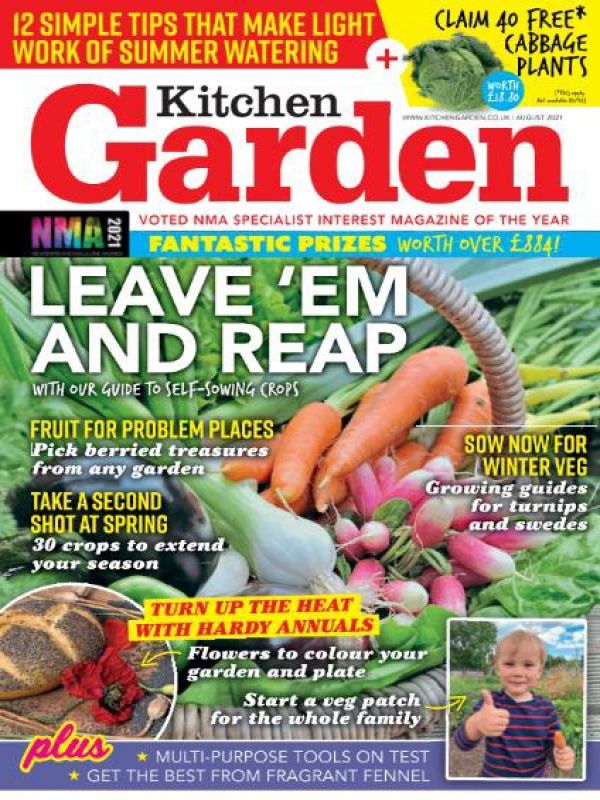 12 SIMPLE TIPS THAT MAKE LIGHT
WORK OF SUMMER WATERING
+
CLAIM 40 FREE*
CABBAGE
PLANTS
WORTH
£18.80
Kitchen
Garden
WWW.KITCHENGARDEN.CO.UK | AUGUST 2021
NMA
2021
VOTED NMA SPECIALIST INTEREST MAGAZINE OF THE YEAR
FANTASTIC PRIZES WORTH OVER £884!
LEAVE 'EM
AND REAP
WITH OUR GUIDE TO SELF-SOWING CROPS
FRUIT FOR PROBLEM PLACES
Pick berried treasures
from any garden
TAKE A SECOND
SHOT AT SPRING
30 crops to extend
your season
SOW NOW FOR
WINTER VEG
Growing guides
for turnips
and swedes
TURN UP THE HEAT
WITH HARDY ANNUALS
Flowers to colour your
garden and plate
Start a veg patch
for the whole family
plus
★ MULTI-PURPOSE TOOLS ON TEST
★ GET THE BEST FROM FRAGRANT FENNEL